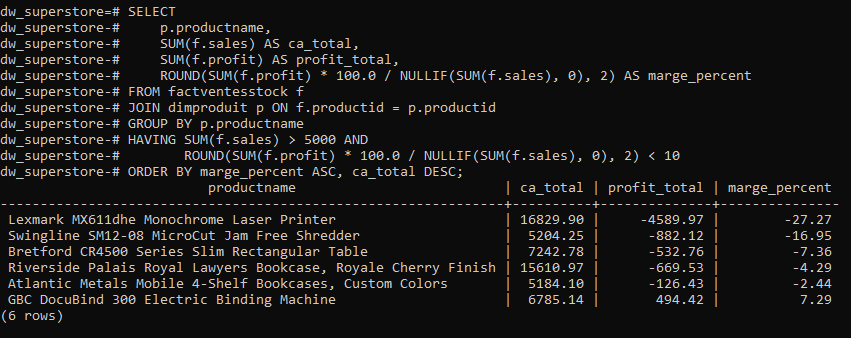 dw_superstore=# SELECT
dw_superstore-#     p.productname,
dw_superstore-#     SUM(f.sales) AS ca_total,
dw_superstore-#     SUM(f.profit) AS profit_total,
dw_superstore-#     ROUND(SUM(f.profit) * 100.0 / NULLIF(SUM(f.sales), 0), 2) AS marge_percent
dw_superstore-# FROM factventesstock f
dw_superstore-# JOIN dimproduit p ON f.productid = p.productid
dw_superstore-# GROUP BY p.productname
dw_superstore-# HAVING SUM(f.sales) > 5000 AND
dw_superstore-#        ROUND(SUM(f.profit) * 100.0 / NULLIF(SUM(f.sales), 0), 2) < 10
dw_superstore-# ORDER BY marge_percent ASC, ca_total DESC;
productname | ca_total | profit_total | marge_percent
---------------------------------------------------------------+----------+--------------+---------------
Lexmark MX611dhe Monochrome Laser Printer | 16829.90 | -4589.97 | -27.27
Swingline SM12-08 MicroCut Jam Free Shredder | 5204.25 | -882.12 | -16.95
Bretford CR4500 Series Slim Rectangular Table | 7242.78 | -532.76 | -7.36
Riverside Palais Royal Lawyers Bookcase, Royale Cherry Finish | 15610.97 | -669.53 | -4.29
Atlantic Metals Mobile 4-Shelf Bookcases, Custom Colors | 5184.10 | -126.43 | -2.44
GBC DocuBind 300 Electric Binding Machine | 6785.14 | 494.42 | 7.29
(6 rows)